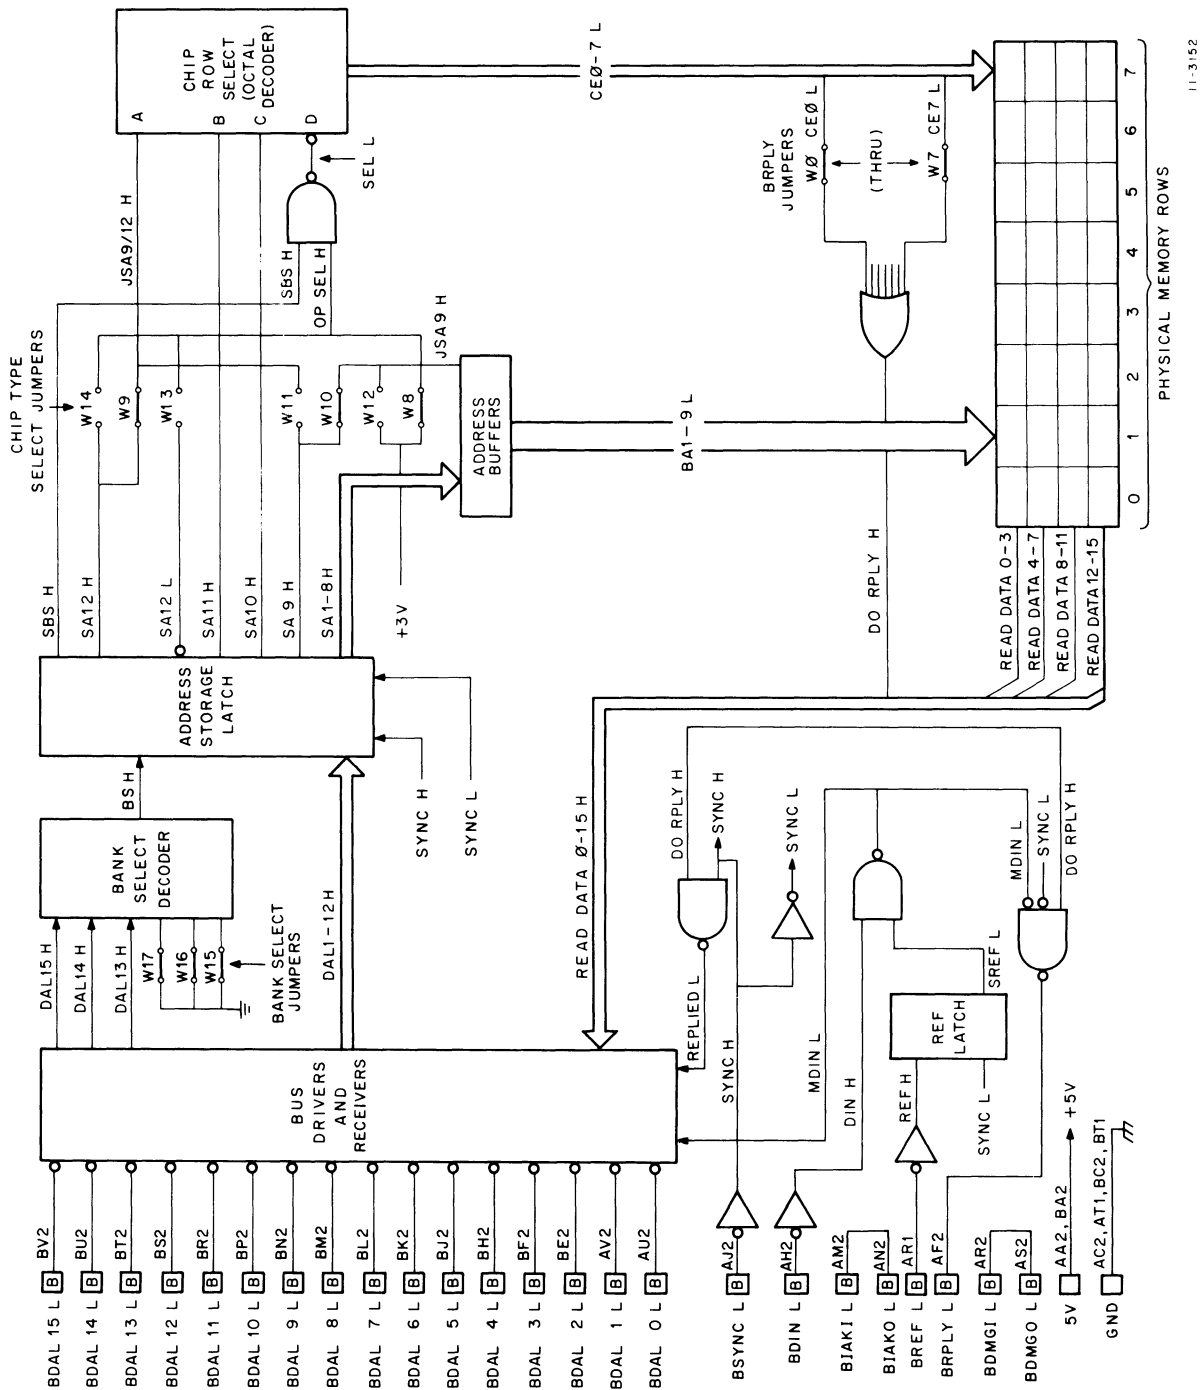 CHIP
ROW
SELECT
(OCTAL
DECODER)
A
B
C
D
SEL L
JSA9/12 H
SBS H
OP SEL H
CHIP TYPE
SELECT JUMPERS
W14
W9
W13
W11
W10
W12
W8
JSA9 H
SBS H
SA12 H
SA12 L
SA11 H
SA10 H
SA9 H
SA1-8H
+3V
ADDRESS
BUFFERS
ADDRESS
STORAGE
LATCH
SYNC H
SYNC L
BS H
BANK
SELECT
DECODER
DAL15 H
DAL14 H
DAL13 H
W17
W16
W15
BANK SELECT
JUMPERS
DAL1-12H
BUS
DRIVERS
AND
RECEIVERS
CEØ-7 L
BA1-9 L
BRPLY
JUMPERS
WØ CEØ L
(THRU)
W7 CE7 L
DO RPLY H
0 1 2 3 4 5 6 7
PHYSICAL MEMORY ROWS
READ DATA 0-3
READ DATA 4-7
READ DATA 8-11
READ DATA 12-15
READ DATA Ø-15 H
DO RPLY H
SYNC H
REPLIED L
SYNC L
SYNC H
MDIN L
DIN H
REF H
SYNC L
REF
LATCH
SREF L
MDIN L
SYNC L
DO RPLY H
BDAL 15 L B BV2
BDAL 14 L B BU2
BDAL 13 L B BT2
BDAL 12 L B BS2
BDAL 11 L B BR2
BDAL 10 L B BP2
BDAL 9 L B BN2
BDAL 8 L B BM2
BDAL 7 L B BL2
BDAL 6 L B BK2
BDAL 5 L B BJ2
BDAL 4 L B BH2
BDAL 3 L B BF2
BDAL 2 L B BE2
BDAL 1 L B AV2
BDAL 0 L B AU2
BSYNC L B AJ2
BDIN L B AH2
BIAKI L B AM2
BIAKO L B AN2
BREF L B AR1
BRPLY L B AF2
BDMGI L B AR2
BDMGO L B AS2
5V AA2, BA2 +5V
GND AC2, AT1, BC2, BT1
11-3152